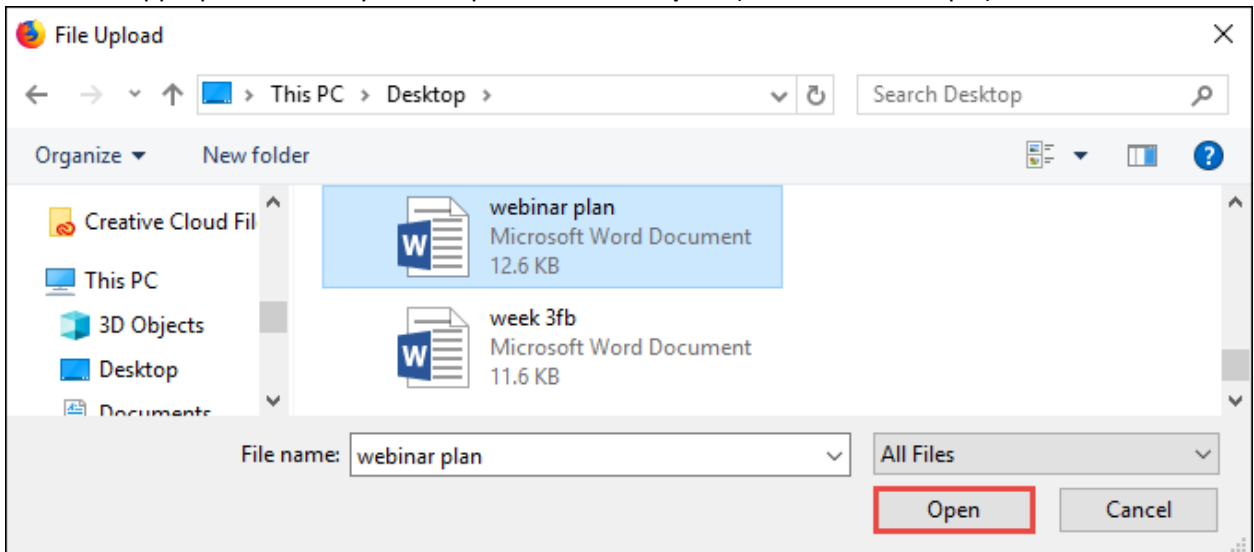 File Upload
This PC > Desktop >
Search Desktop
Organize
New folder
Creative Cloud Fil
This PC
3D Objects
Desktop
Documents
webinar plan
Microsoft Word Document
12.6 KB
week 3fb
Microsoft Word Document
11.6 KB
File name: webinar plan
All Files
Open
Cancel